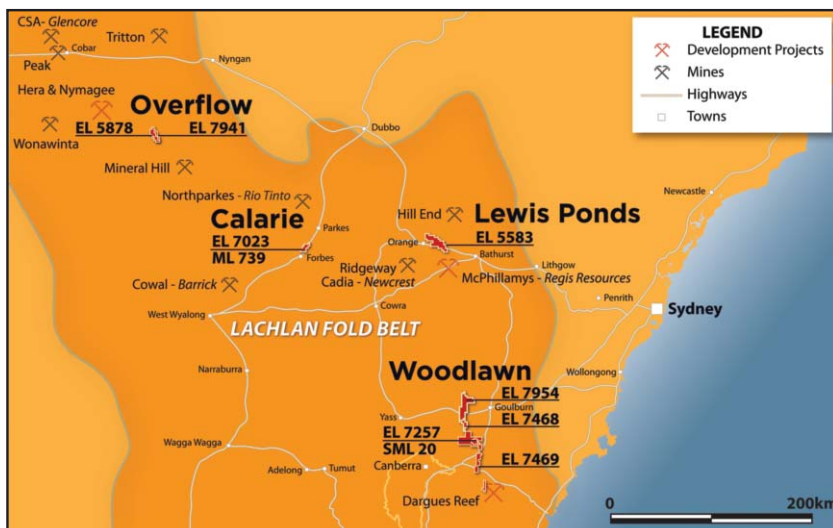 CSA- Glencore
Tritton
Cobar
Peak
Nyngan
Hera & Nymagee
Overflow
EL 5878 EL 7941
Wonawinta
Dubbo
Mineral Hill
Northparkes - Rio Tinto
Calarie
Parkes
EL 7023
ML 739
Forbes
Hill End
Lewis Ponds
Orange
EL 5583
Bathurst
Newcastle
Lithgow
Ridgeway
Cadia - Newcrest
McPhillamys - Regis Resources
Penrith
Cowal - Barrick
Cowra
Sydney
West Wyalong
LACHLAN FOLD BELT
Narraburra
Woodlawn
Wollongong
EL 7954
Yass
Goulburn
EL 7468
EL 7257
SML 20
EL 7469
Wagga Wagga
Adelong
Tumut
Canberra
Dargues Reef
LEGEND
Development Projects
Mines
Highways
Towns
0 200km